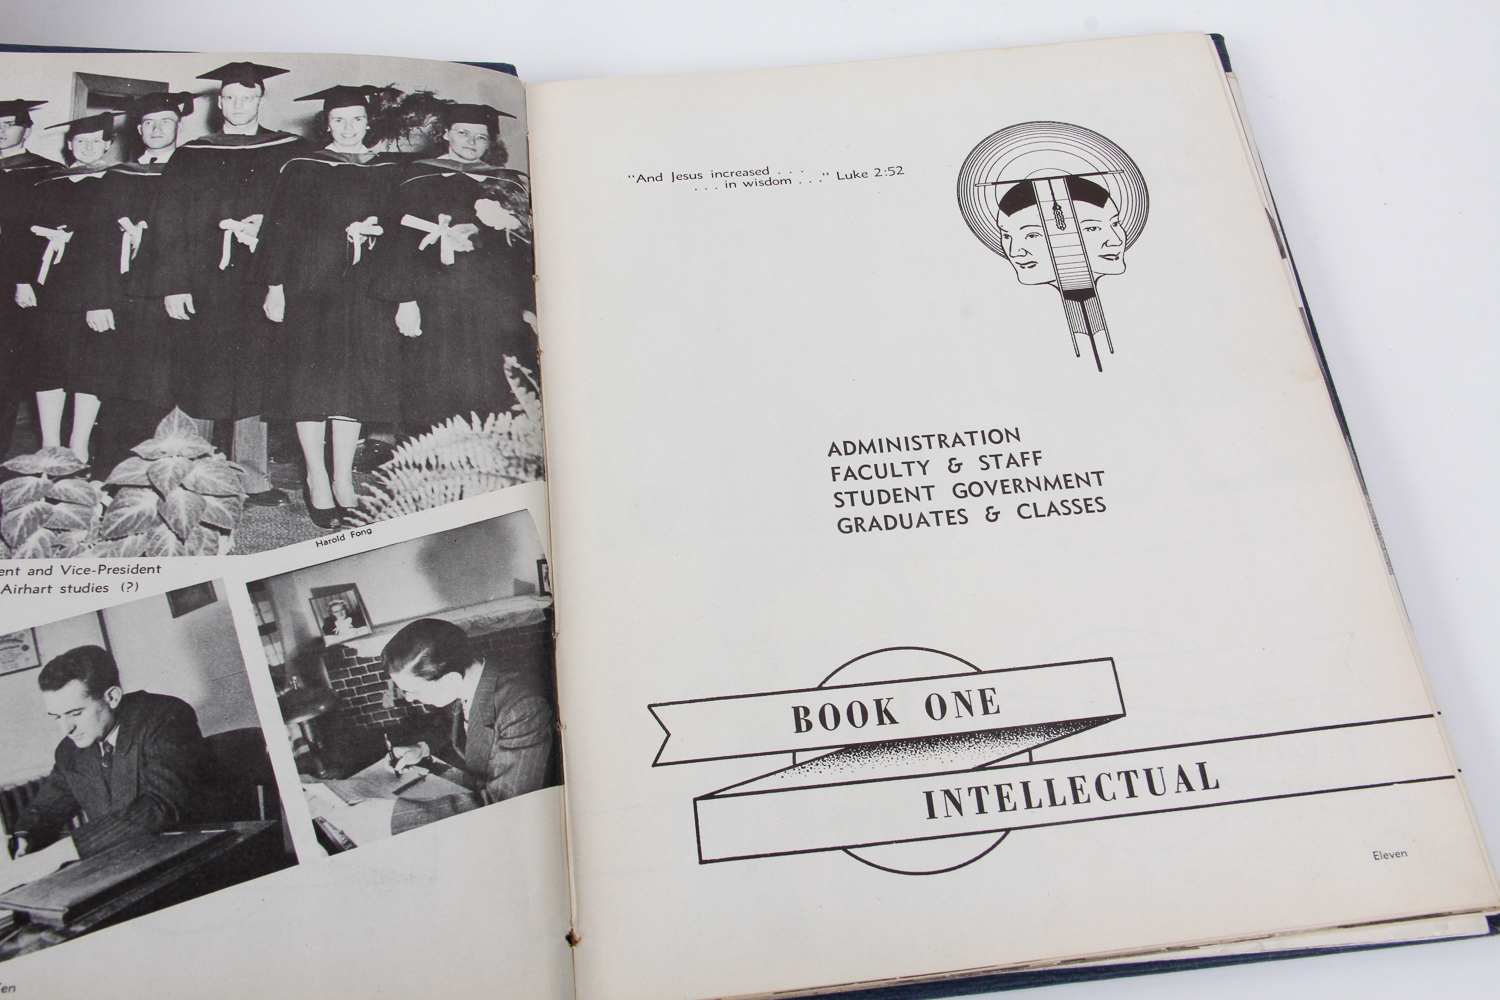 Harold Fong
ent and Vice-President
Airhart studies (?)
en
"And Jesus increased . . .
. . . in wisdom . . ." Luke 2:52
ADMINISTRATION
FACULTY & STAFF
STUDENT GOVERNMENT
GRADUATES & CLASSES
BOOK ONE
INTELLECTUAL
Eleven